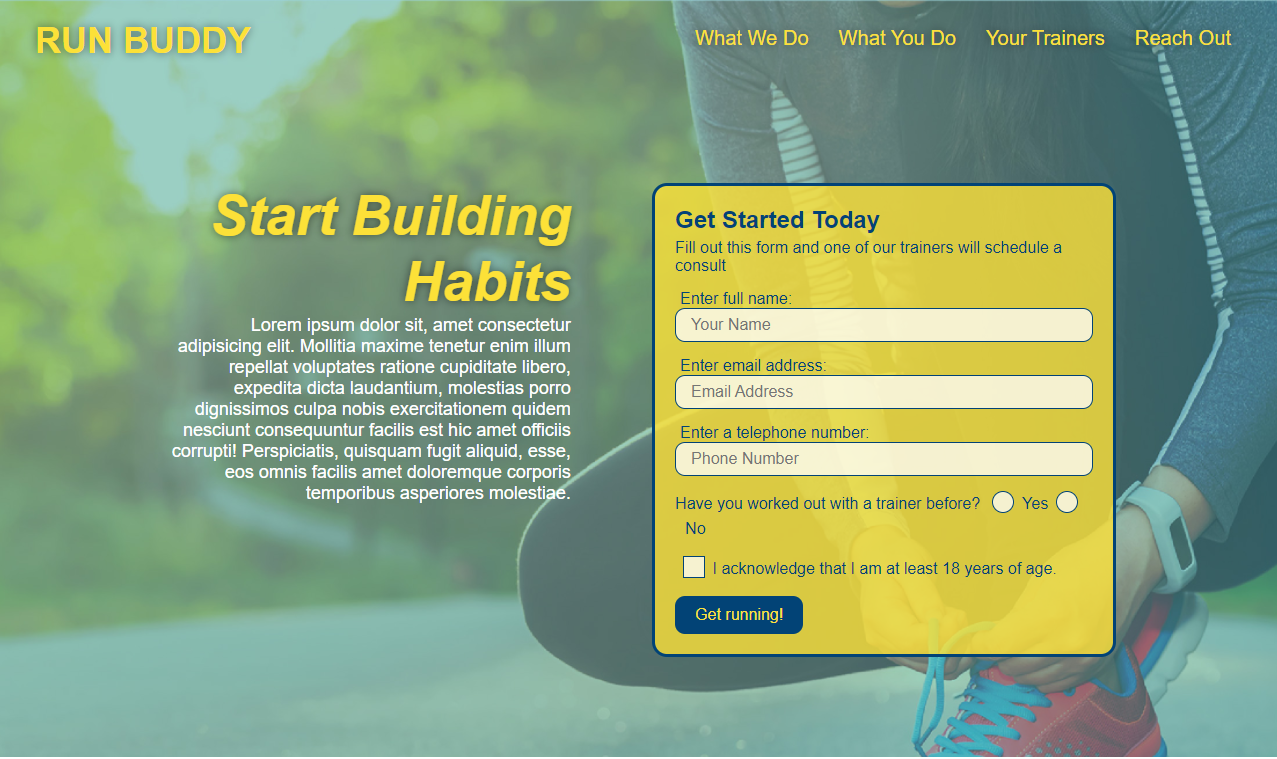 RUN BUDDY
What We Do
What You Do
Your Trainers
Reach Out
Start Building
Habits
Lorem ipsum dolor sit, amet consectetur
adipisicing elit. Mollitia maxime tenetur enim illum
repellat voluptates ratione cupiditate libero,
expedita dicta laudantium, molestias porro
dignissimos culpa nobis exercitationem quidem
nesciunt consequuntur facilis est hic amet officiis
corrupti! Perspiciatis, quisquam fugit aliquid, esse,
eos omnis facilis amet doloremque corporis
temporibus asperiores molestiae.
Get Started Today
Fill out this form and one of our trainers will schedule a
consult
Enter full name:
Your Name
Enter email address:
Email Address
Enter a telephone number:
Phone Number
Have you worked out with a trainer before? Yes
No
I acknowledge that I am at least 18 years of age.
Get running!